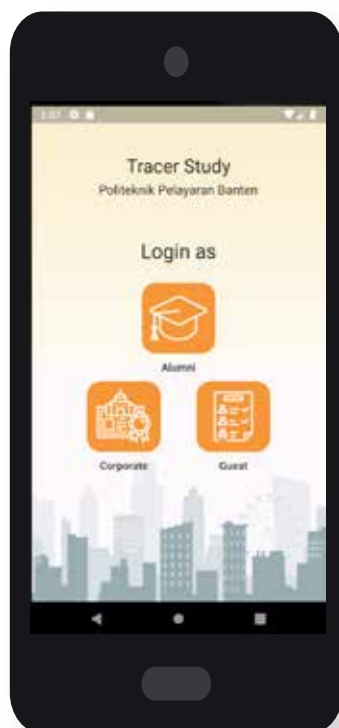 Tracer Study
Politeknik Pelayaran Banten
Login as
Alumni
Corporate
Guest